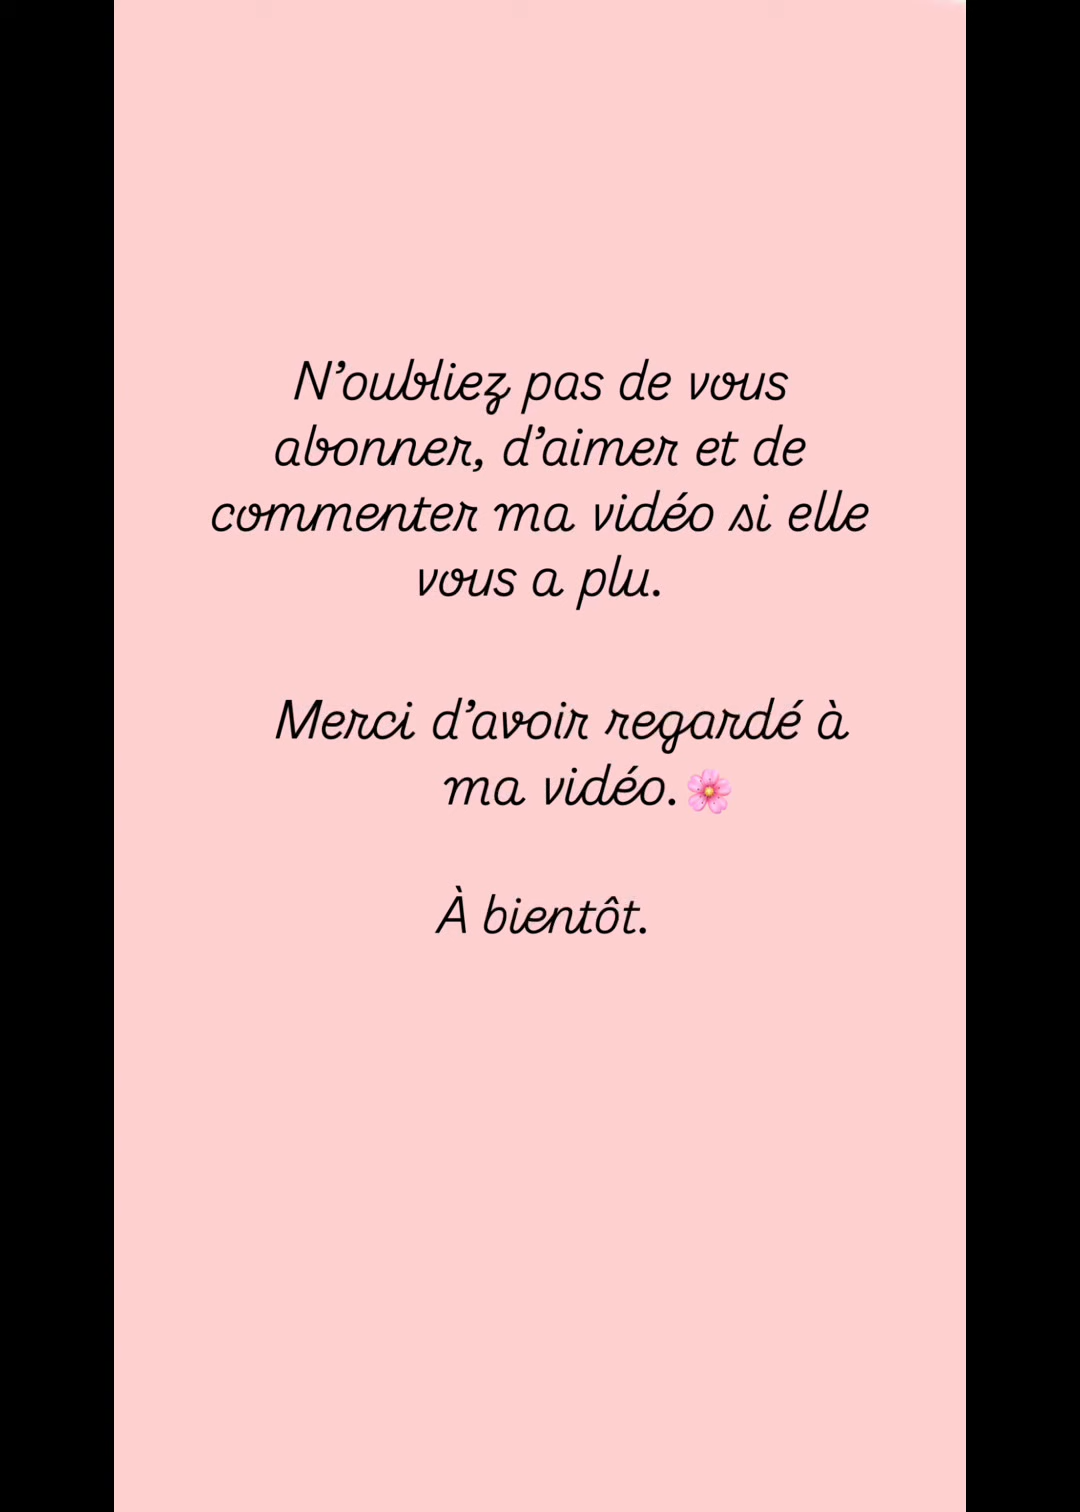 N’oubliez pas de vous
abonner, d’aimer et de
commenter ma vidéo si elle
vous a plu.
Merci d’avoir regardé à
ma vidéo.🌸
À bientôt.